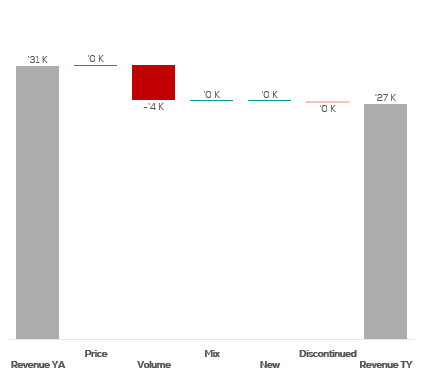 '31 K
'0 K
-'4 K
'0 K
'0 K
'0 K
'27 K
Revenue YA
Price
Volume
Mix
New
Discontinued
Revenue TY